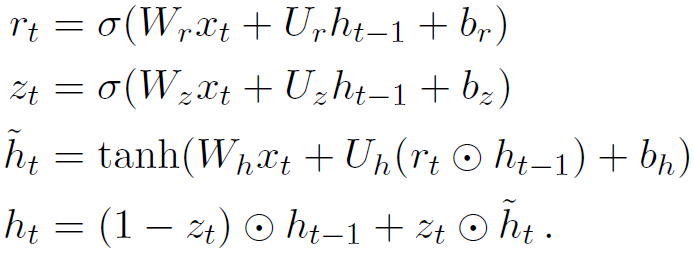 r_t = σ(W_r x_t + U_r h_{t−1} + b_r)
z_t = σ(W_z x_t + U_z h_{t−1} + b_z)
h̃_t = tanh(W_h x_t + U_h(r_t ⊙ h_{t−1}) + b_h)
h_t = (1 − z_t) ⊙ h_{t−1} + z_t ⊙ h̃_t .